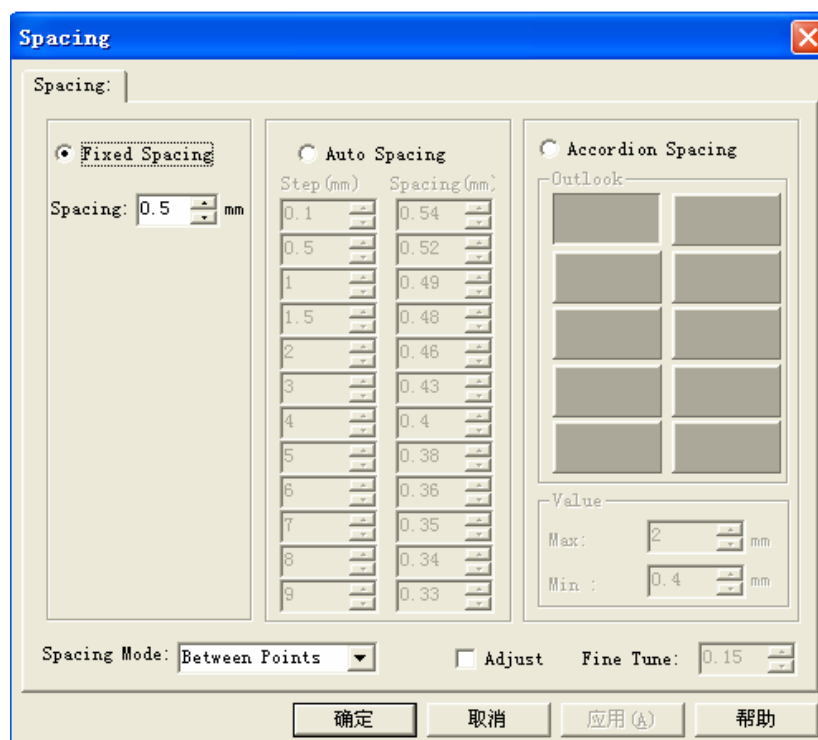 Spacing
Spacing:
Fixed Spacing
Spacing: 0.5 mm
Auto Spacing
Step(mm) Spacing(mm)
0.1 0.54
0.5 0.52
1 0.49
1.5 0.48
2 0.46
3 0.43
4 0.4
5 0.38
6 0.36
7 0.35
8 0.34
9 0.33
Accordion Spacing
Outlook
Value
Max: 2 mm
Min : 0.4 mm
Spacing Mode: Between Points Adjust Fine Tune: 0.15
确定 取消 应用(A) 帮助